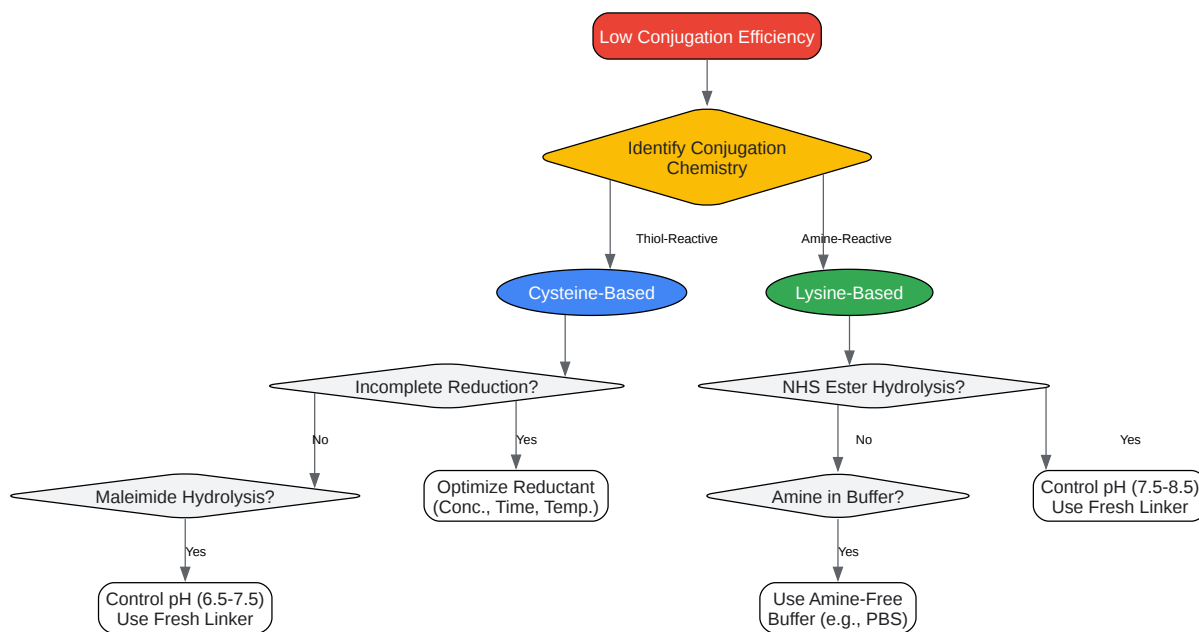 Low Conjugation Efficiency
Identify Conjugation
Chemistry
Thiol-Reactive
Amine-Reactive
Cysteine-Based
Lysine-Based
Incomplete Reduction?
NHS Ester Hydrolysis?
No
Yes
No
Yes
Maleimide Hydrolysis?
Optimize Reductant
(Conc., Time, Temp.)
Amine in Buffer?
Control pH (7.5-8.5)
Use Fresh Linker
Yes
Yes
Control pH (6.5-7.5)
Use Fresh Linker
Use Amine-Free
Buffer (e.g., PBS)